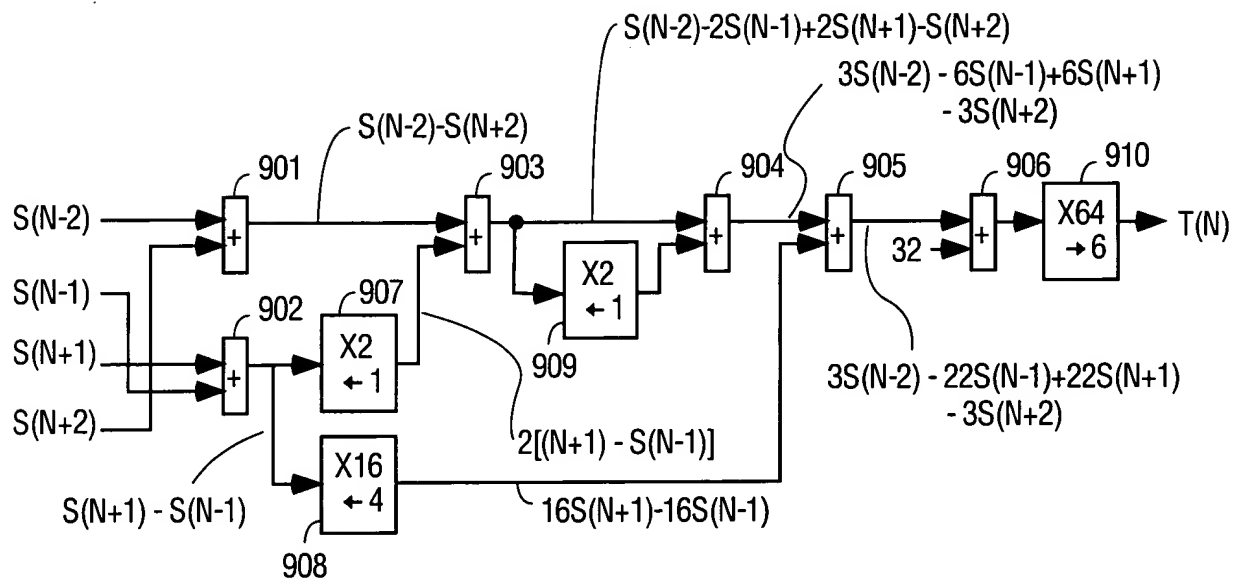 S(N-2)-2S(N-1)+2S(N+1)-S(N+2)
3S(N-2) - 6S(N-1)+6S(N+1)
- 3S(N+2)
S(N-2)-S(N+2)
901
903
904
905
906
910
S(N-2)
+
+
+
+
32
+
X64
→ 6
T(N)
S(N-1)
902
907
X2
← 1
909
S(N+1)
+
X2
← 1
S(N+2)
3S(N-2) - 22S(N-1)+22S(N+1)
- 3S(N+2)
2[(N+1) - S(N-1)]
X16
← 4
S(N+1) - S(N-1)
16S(N+1)-16S(N-1)
908